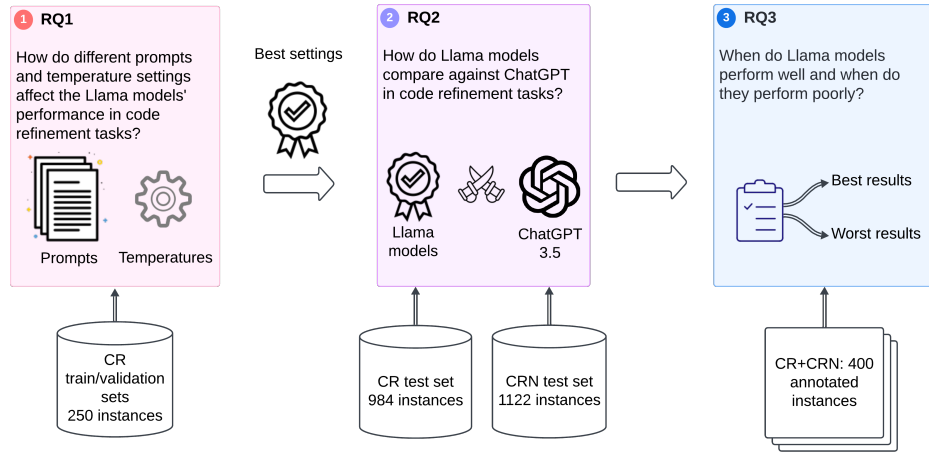 1 RQ1
How do different prompts
and temperature settings
affect the Llama models'
performance in code
refinement tasks?
Prompts
Temperatures
CR
train/validation
sets
250 instances
Best settings
2 RQ2
How do Llama models
compare against ChatGPT
in code refinement tasks?
Llama
models
ChatGPT
3.5
CR test set
984 instances
CRN test set
1122 instances
3 RQ3
When do Llama models
perform well and when do
they perform poorly?
Best results
Worst results
CR+CRN: 400
annotated
instances